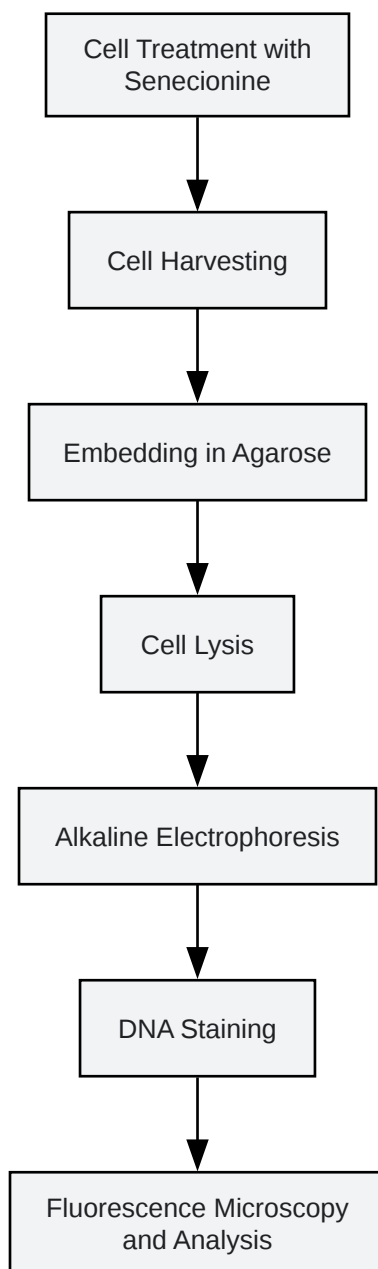 Cell Treatment with
Senecionine
Cell Harvesting
Embedding in Agarose
Cell Lysis
Alkaline Electrophoresis
DNA Staining
Fluorescence Microscopy
and Analysis